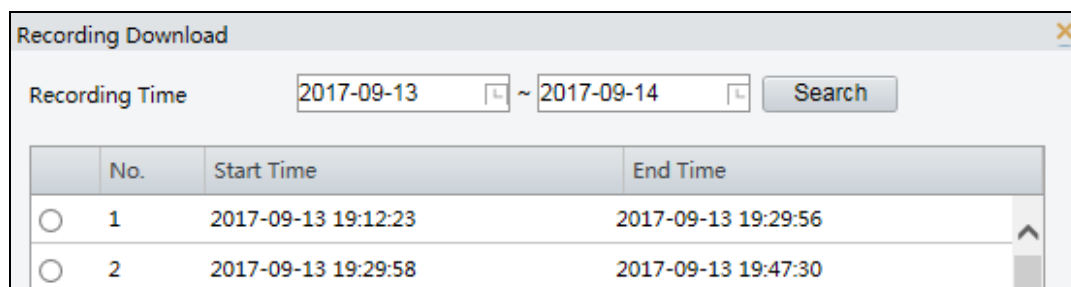 Recording Download
Recording Time 2017-09-13 ~ 2017-09-14 Search
No. Start Time End Time
1 2017-09-13 19:12:23 2017-09-13 19:29:56
2 2017-09-13 19:29:58 2017-09-13 19:47:30